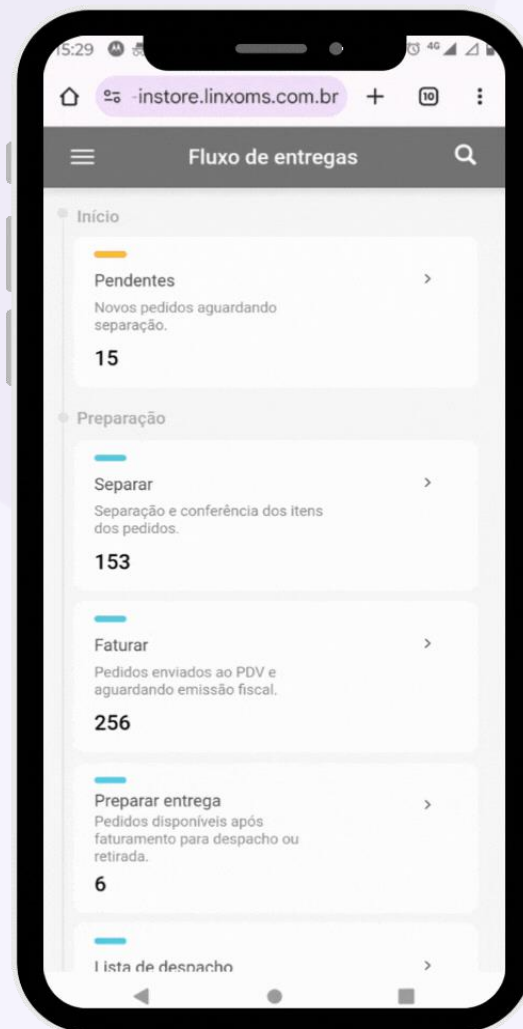 15:29
4G
-instore.linxoms.com.br
10
Fluxo de entregas
Início
Pendentes
Novos pedidos aguardando
separação.
15
Preparação
Separar
Separação e conferência dos itens
dos pedidos.
153
Faturar
Pedidos enviados ao PDV e
aguardando emissão fiscal.
256
Preparar entrega
Pedidos disponíveis após
faturamento para despacho ou
retirada.
6
Lista de despacho